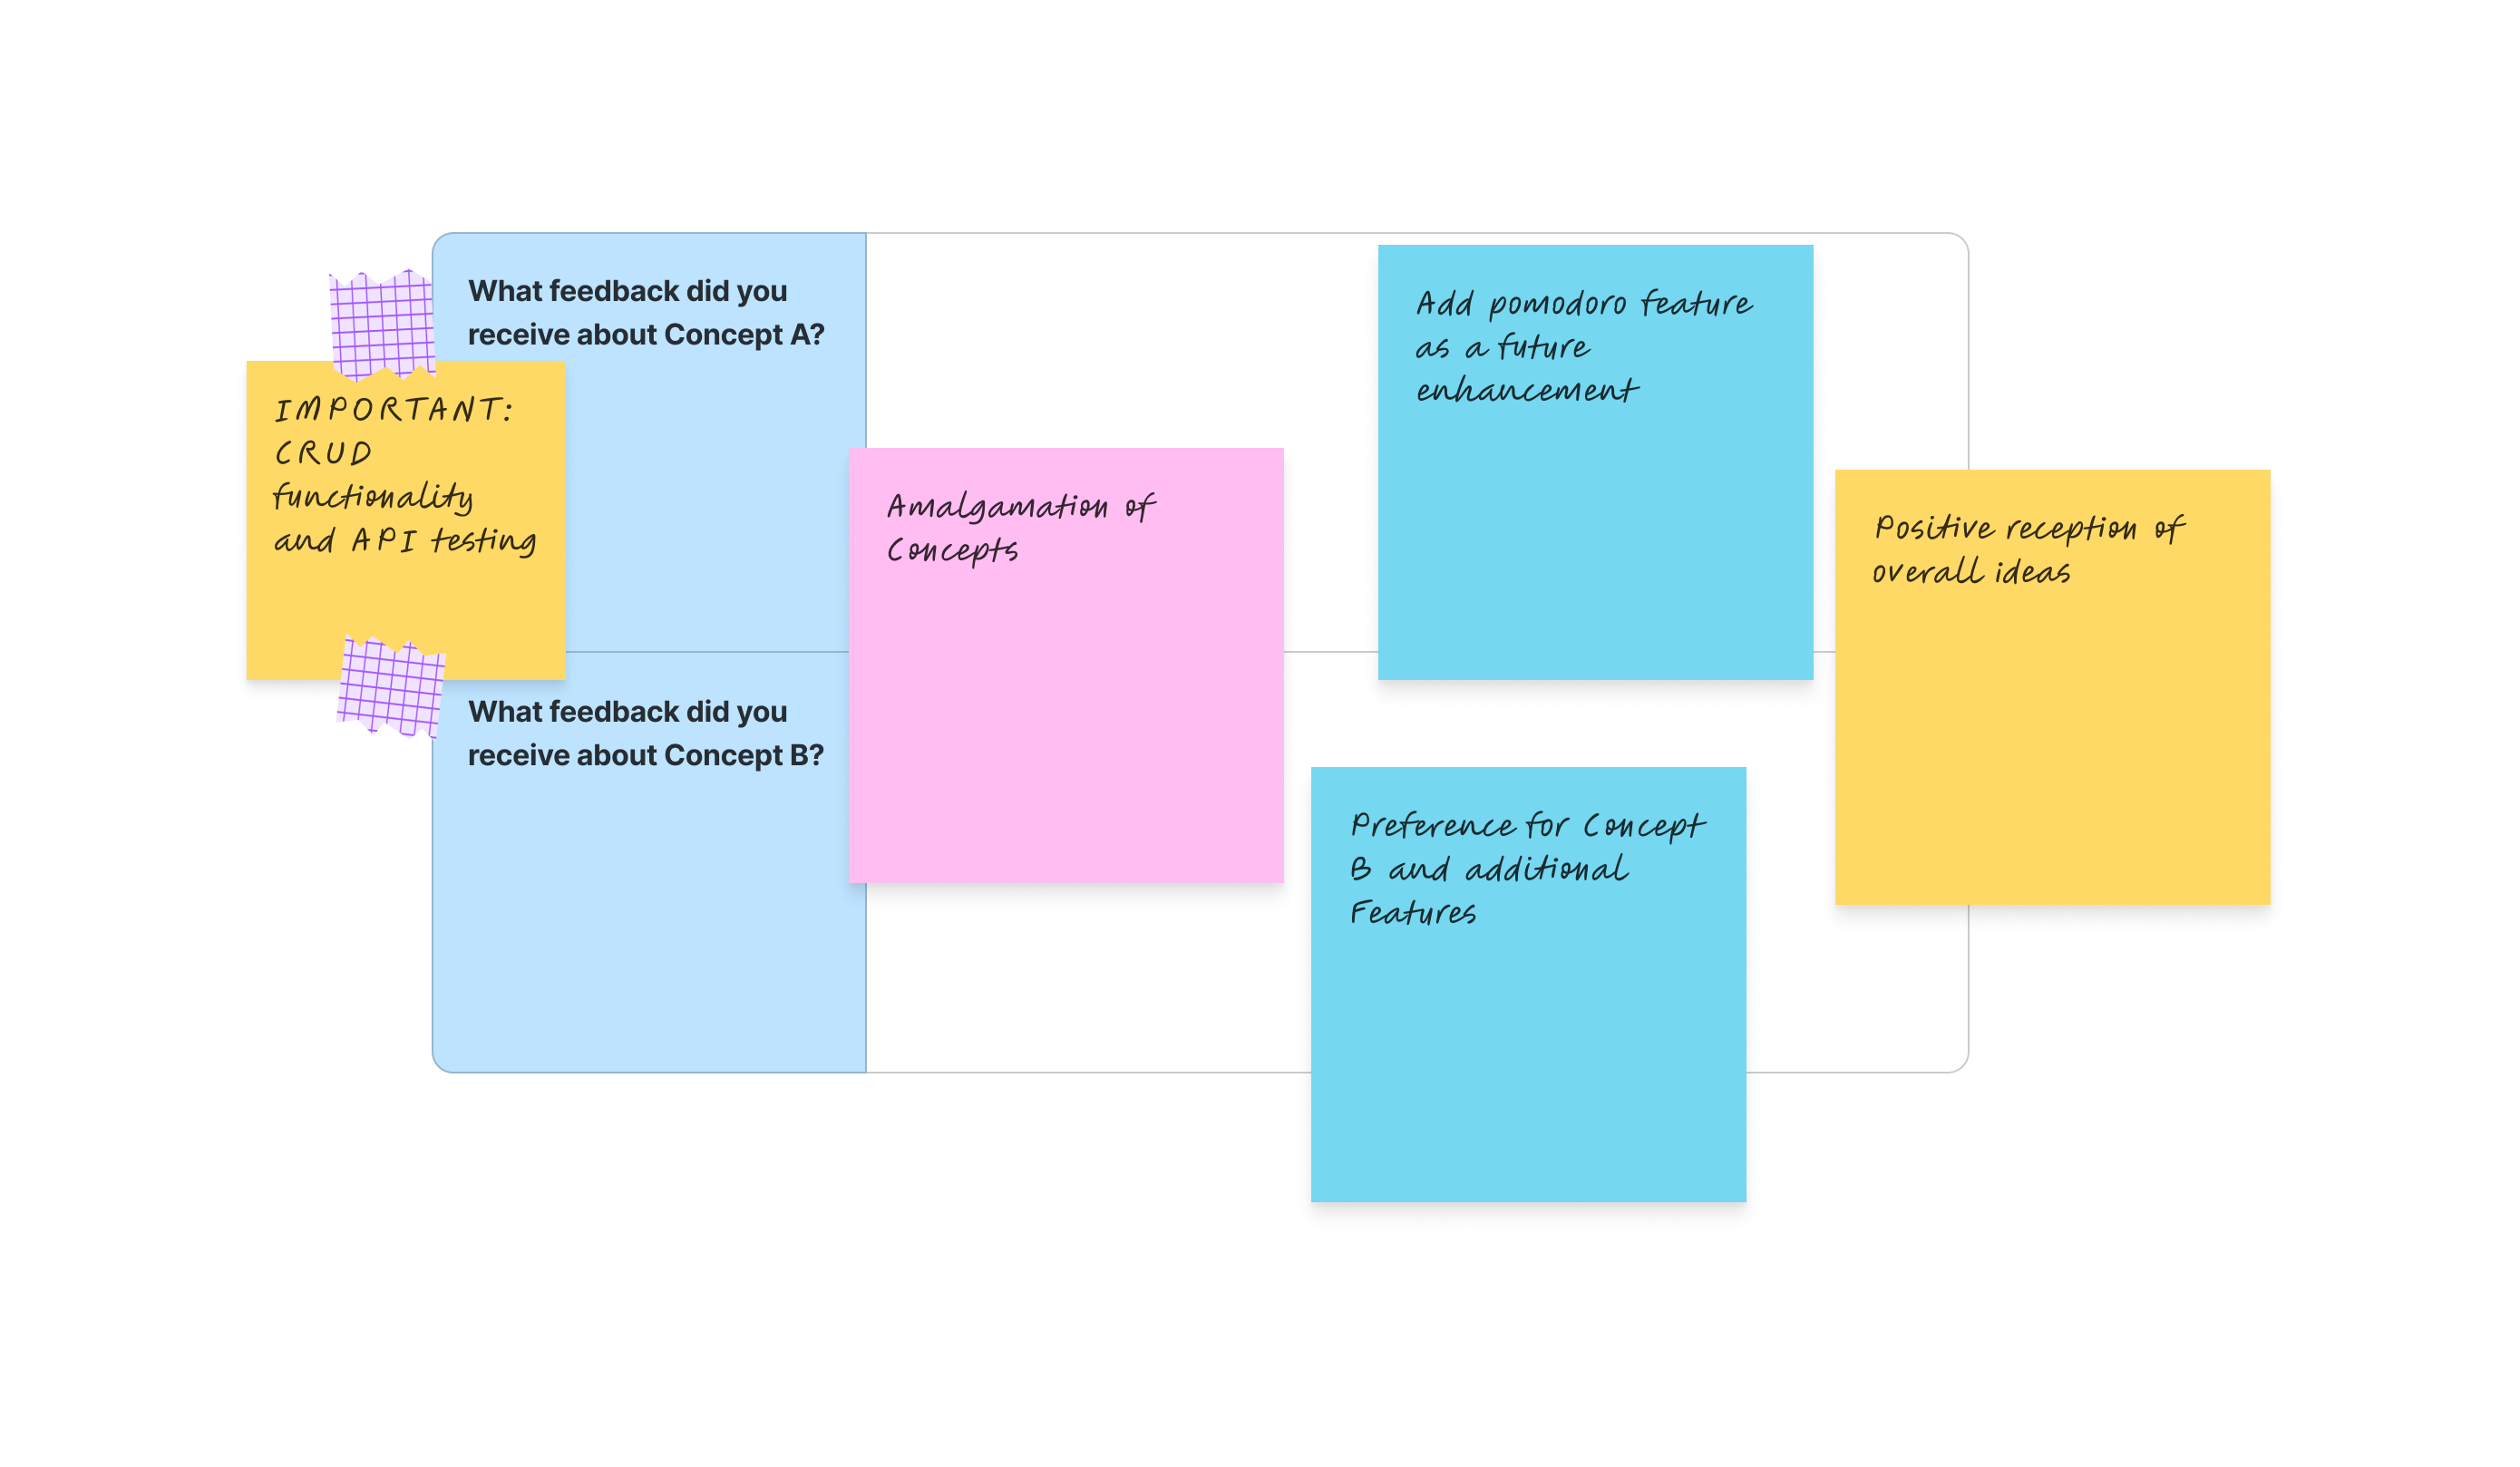 What feedback did you
receive about Concept A?
IMPORTANT:
CRUD
functionality
and API testing
Amalgamation of
Concepts
Add pomodoro feature
as a future
enhancement
Positive reception of
overall ideas
What feedback did you
receive about Concept B?
Preference for Concept
B and additional
Features